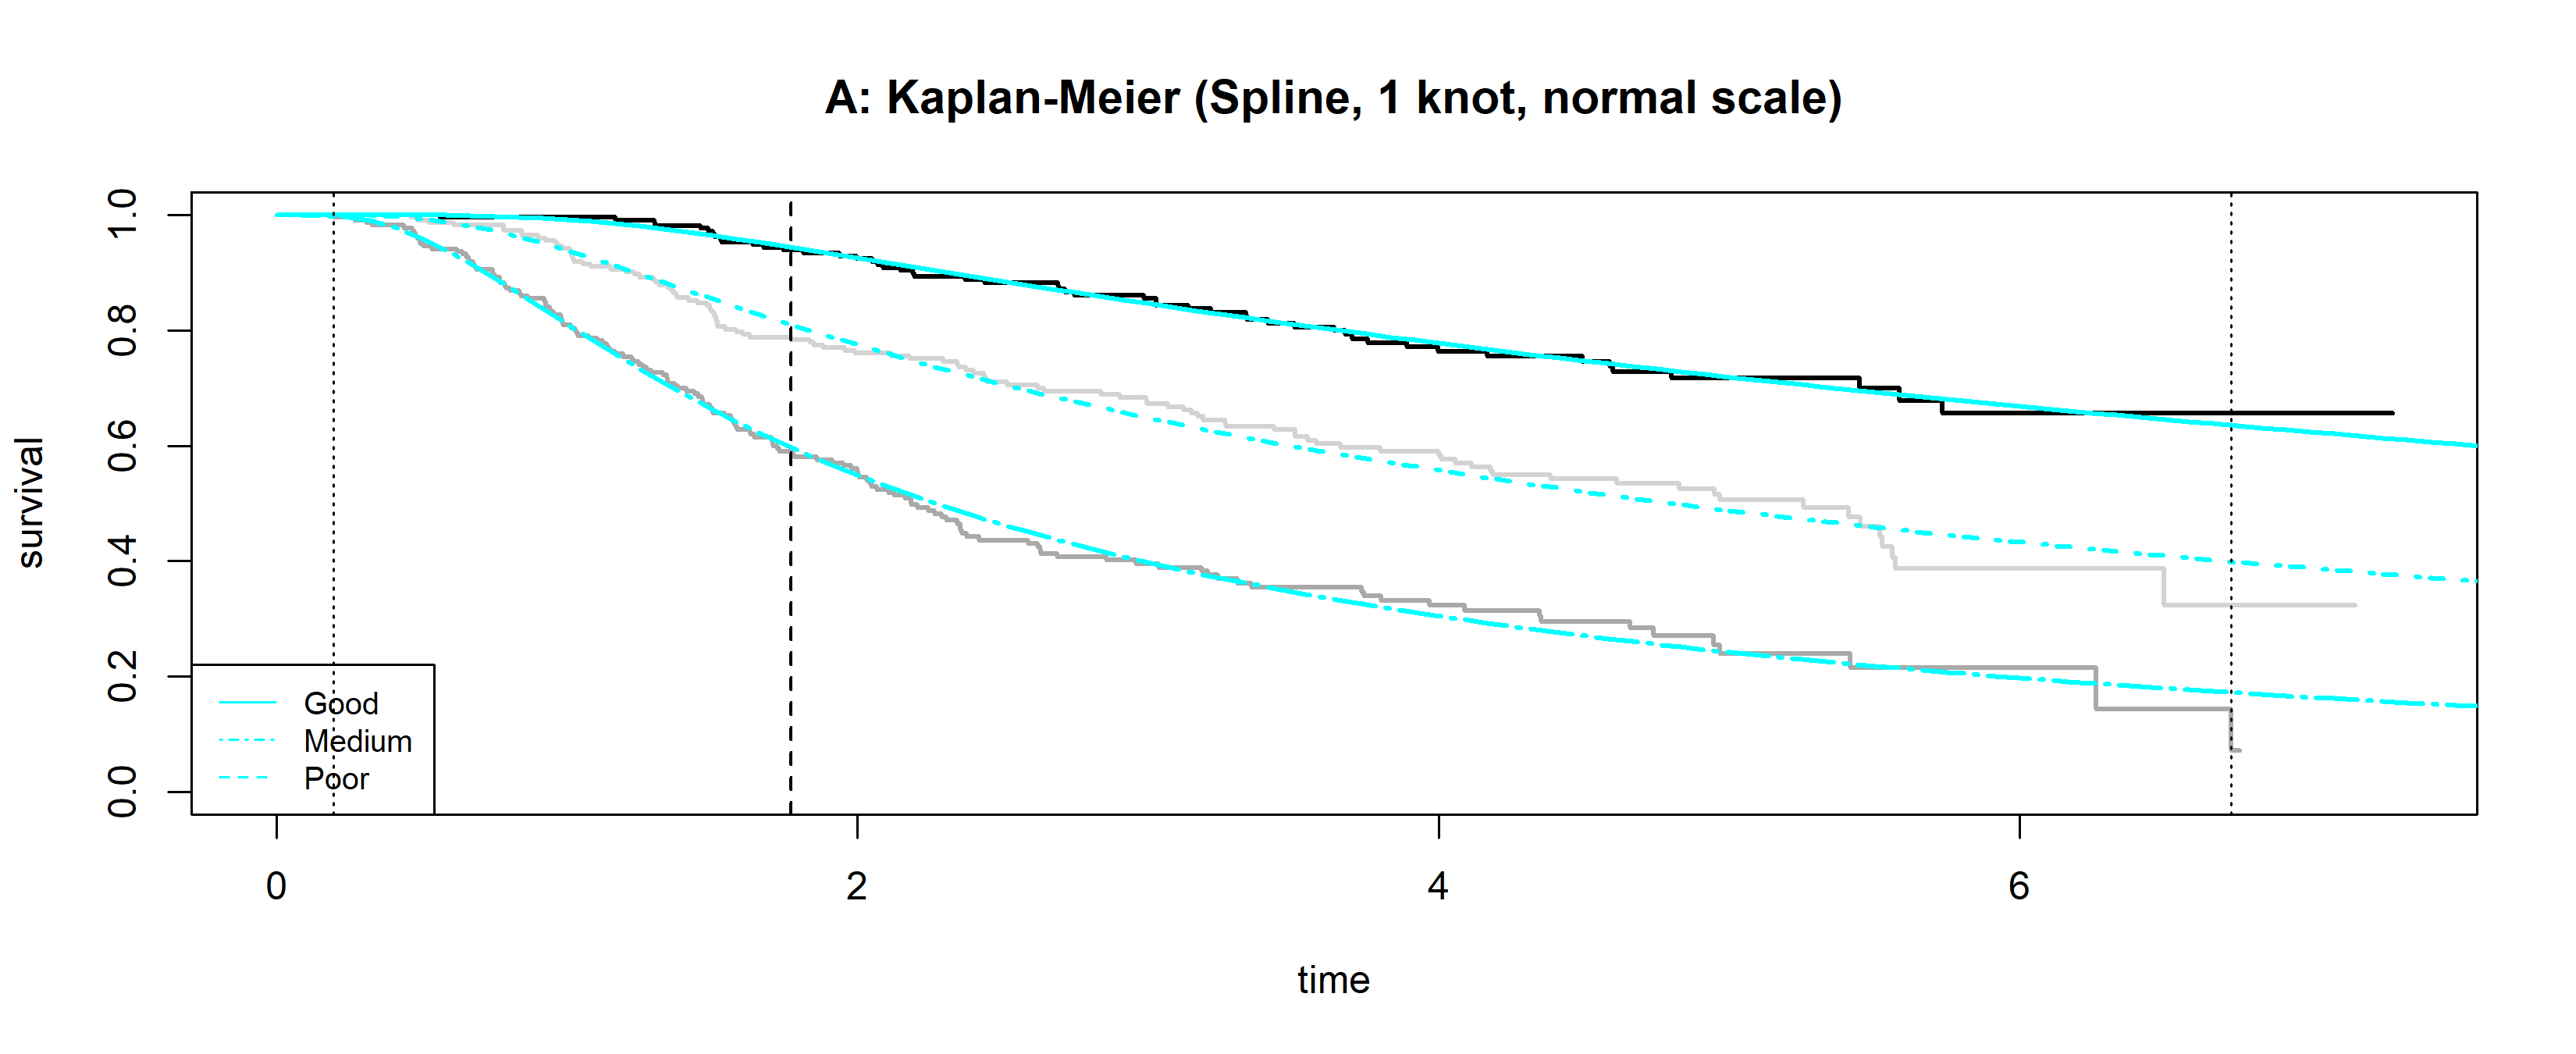 A: Kaplan-Meier (Spline, 1 knot, normal scale)
survival
1.0
0.8
0.6
0.4
0.2
0.0
Good
Medium
Poor
0 2 4 6
time